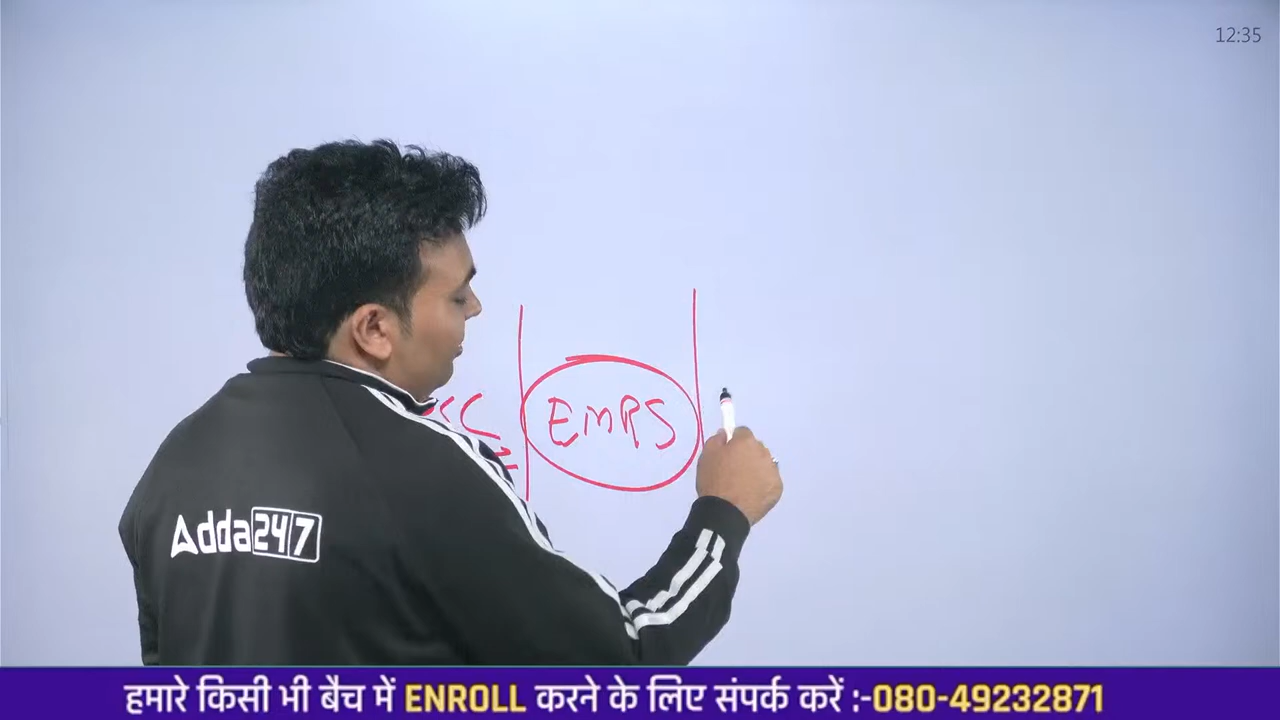 12:35
EMRS
Adda247
हमारे किसी भी बैच में ENROLL करने के लिए संपर्क करें :-080-49232871